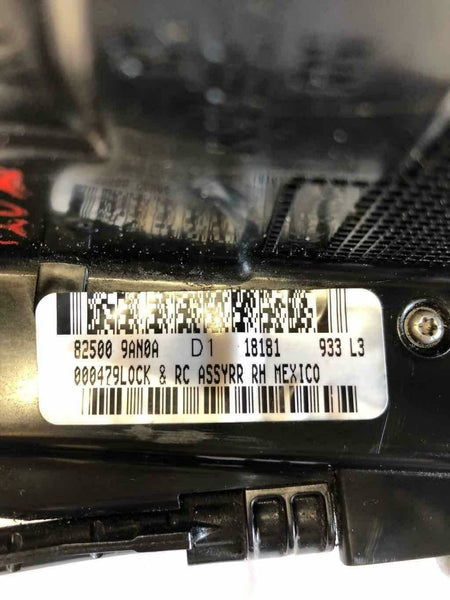 82500 9AN0A D1 18181 933 L3
000479LOCK & RC ASSYRR RH MEXICO